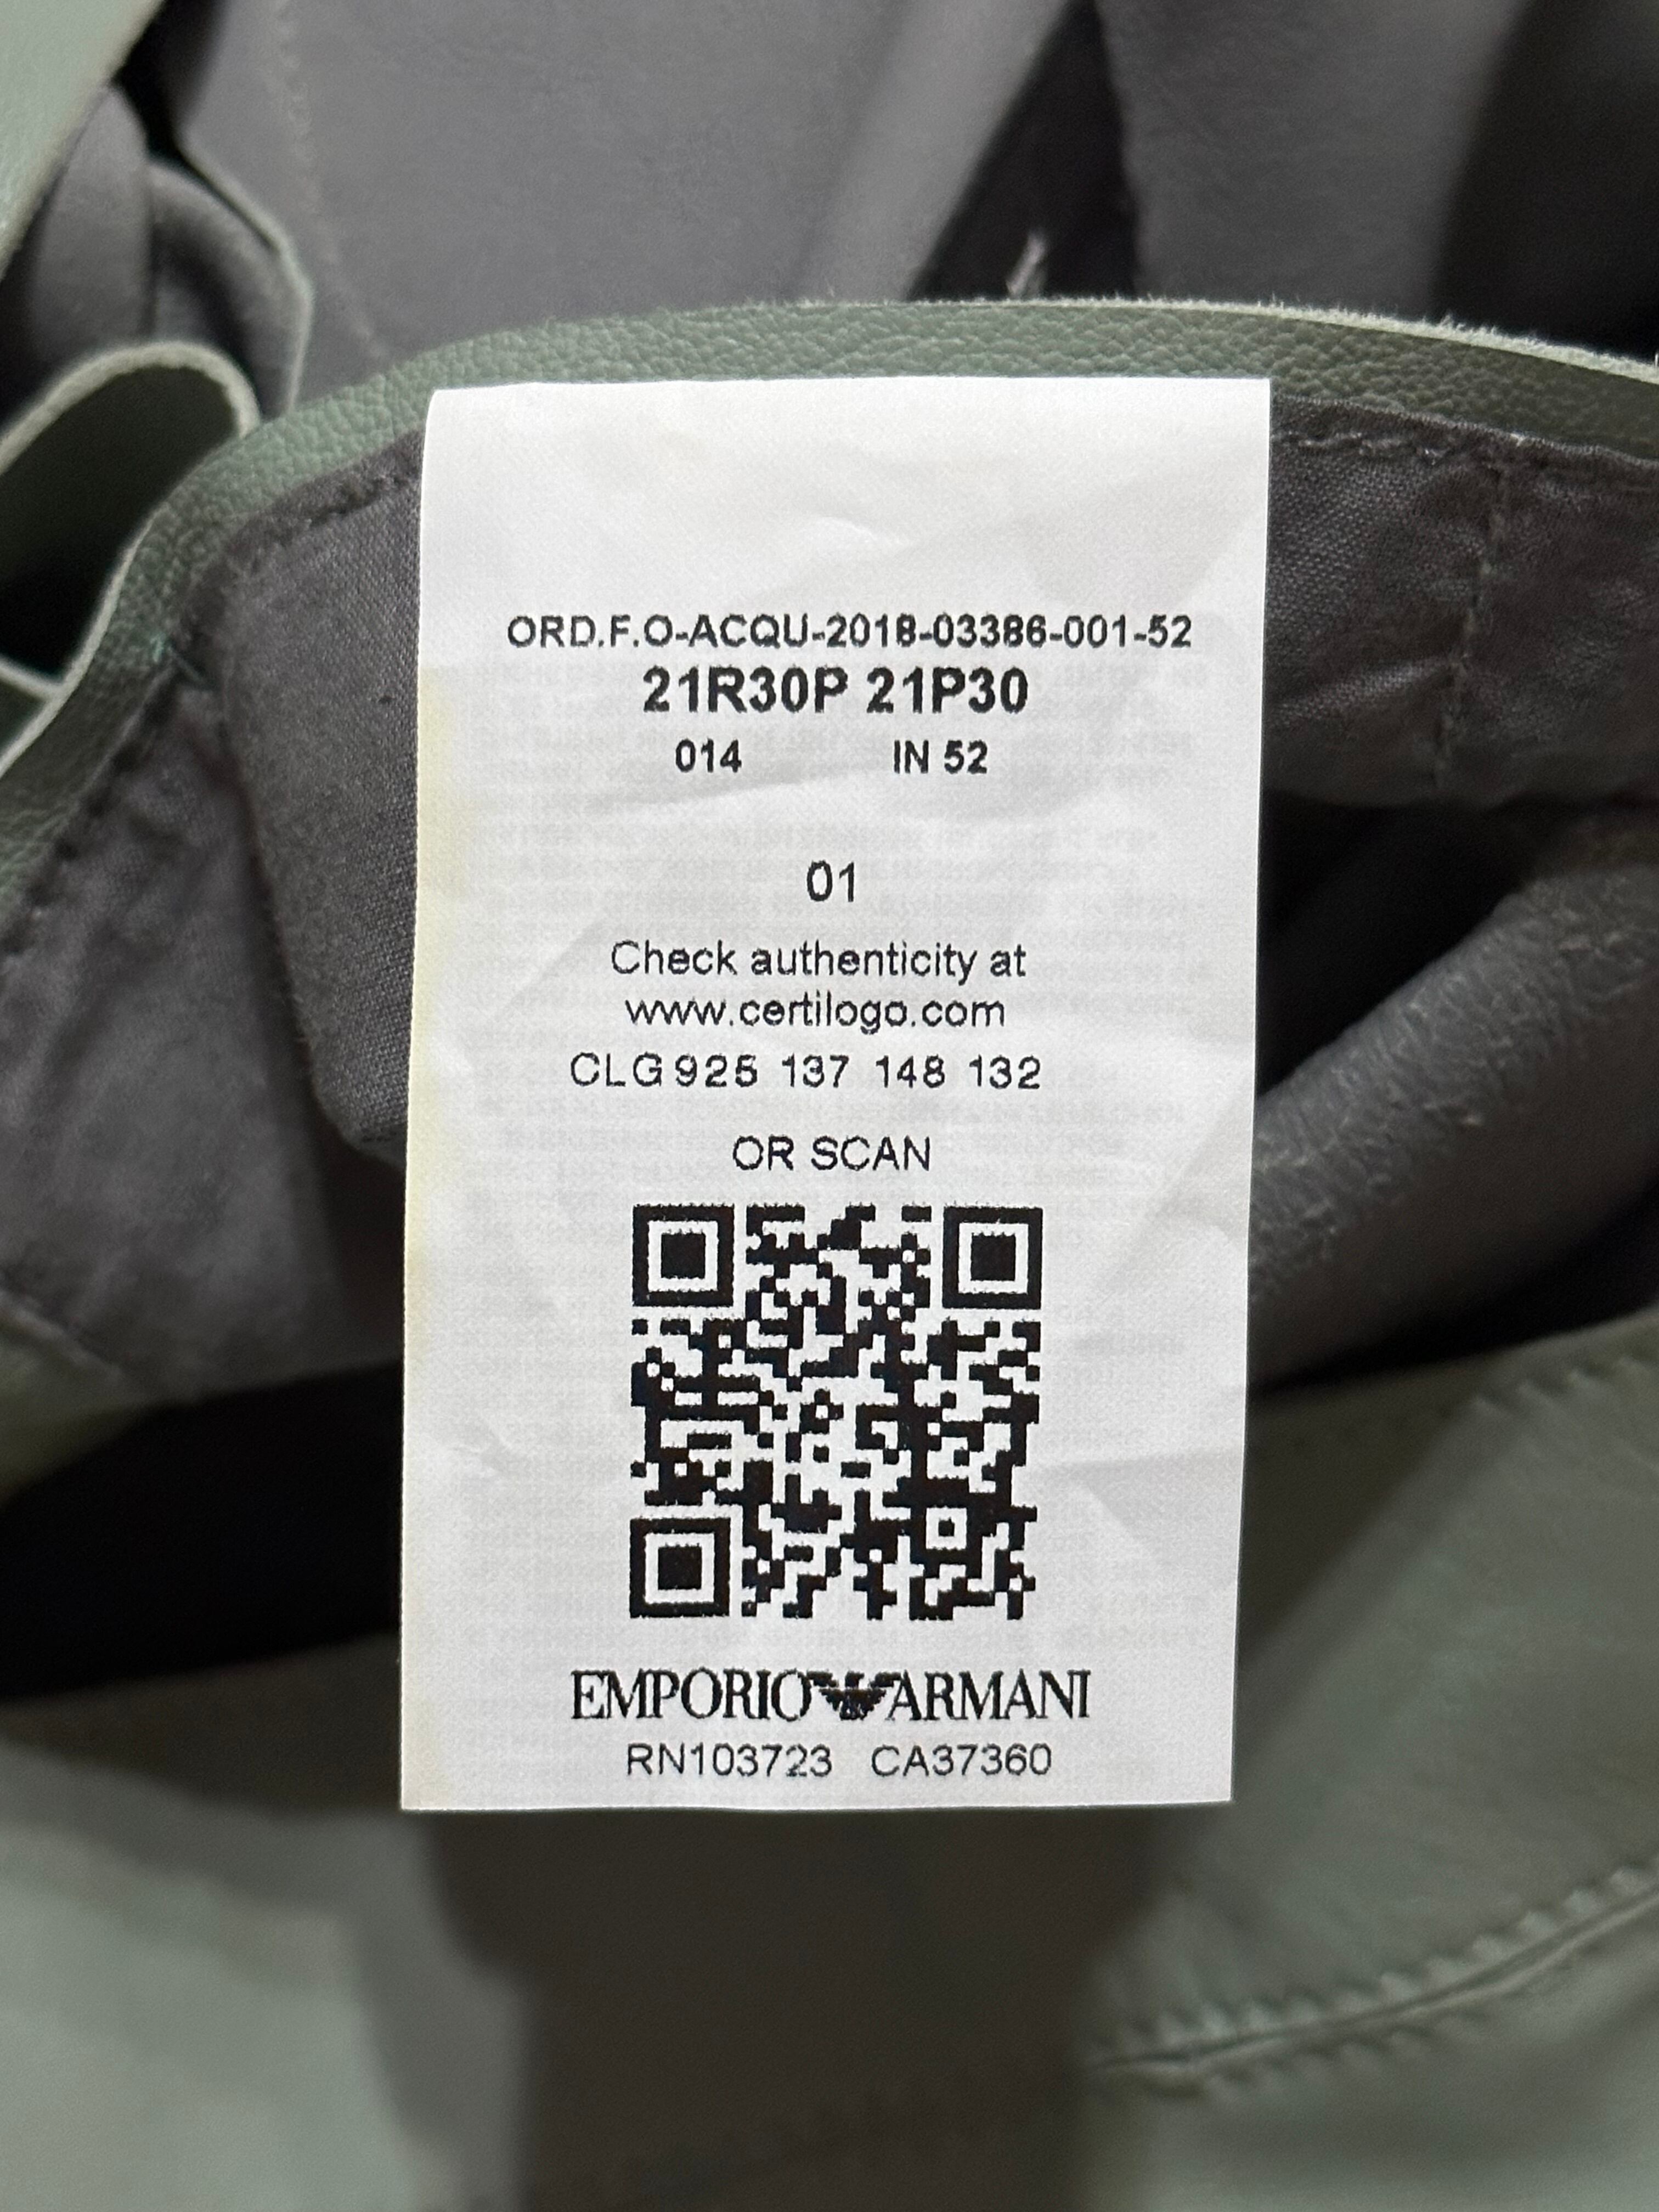 ORD.F.O-ACQU-2018-03386-001-52
21R30P 21P30
014 IN 52
01
Check authenticity at
www.certilogo.com
CLG 925 137 148 132
OR SCAN
EMPORIO ARMANI
RN103723 CA37360